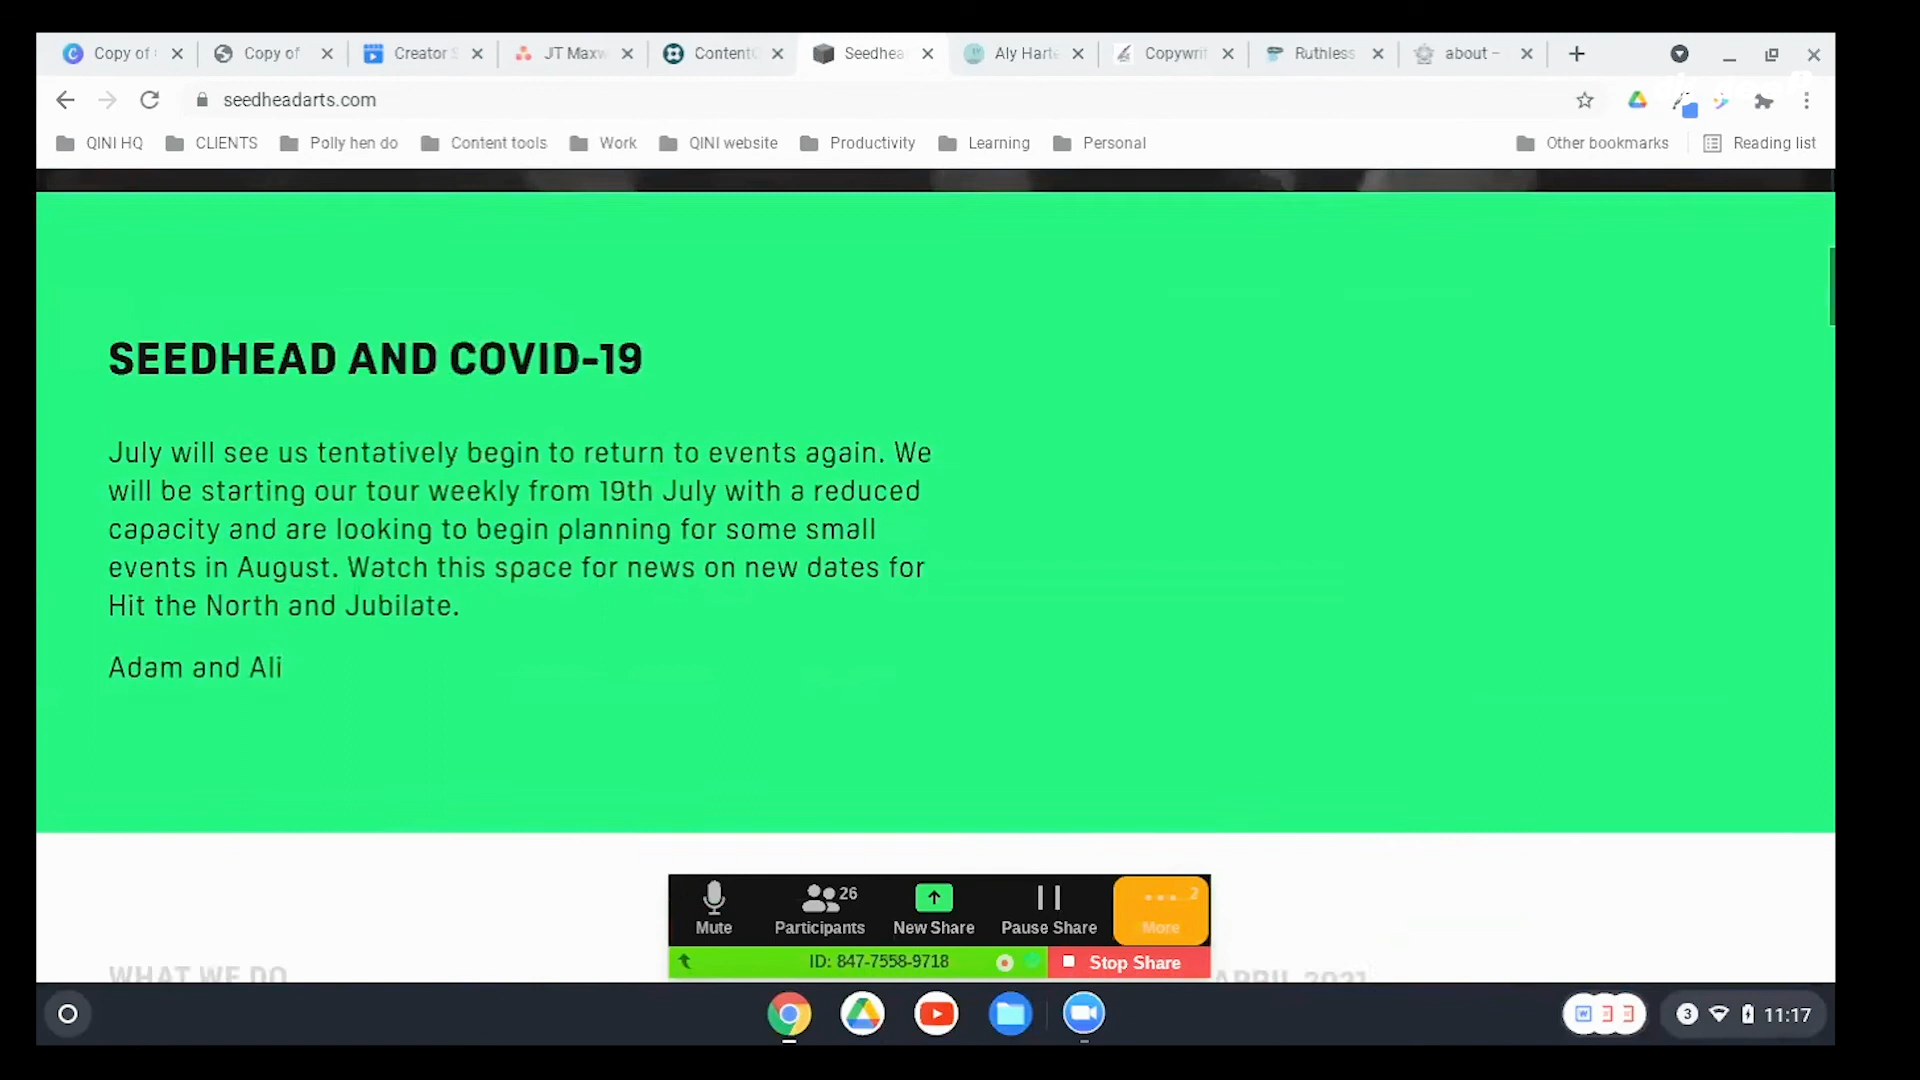 Copy of
Copy of
Creator S
JT Maxw
Content
Seedhea
Aly Harte
Copywrit
Ruthless
about –
seedheadarts.com
QINI HQ
CLIENTS
Polly hen do
Content tools
Work
QINI website
Productivity
Learning
Personal
Other bookmarks
Reading list
SEEDHEAD AND COVID-19
July will see us tentatively begin to return to events again. We
will be starting our tour weekly from 19th July with a reduced
capacity and are looking to begin planning for some small
events in August. Watch this space for news on new dates for
Hit the North and Jubilate.
Adam and Ali
26
2
Mute
Participants
New Share
Pause Share
More
ID: 847-7558-9718
Stop Share
WHAT WE DO
APRIL 2021
3
11:17